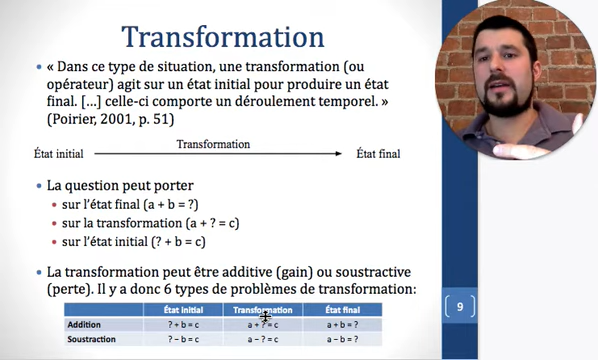 Transformation
• « Dans ce type de situation, une transformation (ou
opérateur) agit sur un état initial pour produire un état
final. […] celle-ci comporte un déroulement temporel. »
(Poirier, 2001, p. 51)
Transformation
État initial État final
• La question peut porter
• sur l'état final (a + b = ?)
• sur la transformation (a + ? = c)
• sur l'état initial (? + b = c)
• La transformation peut être additive (gain) ou soustractive
(perte). Il y a donc 6 types de problèmes de transformation:
État initial Transformation État final
Addition ? + b = c a + ? = c a + b = ?
Soustraction ? – b = c a – ? = c a – b = ?
9